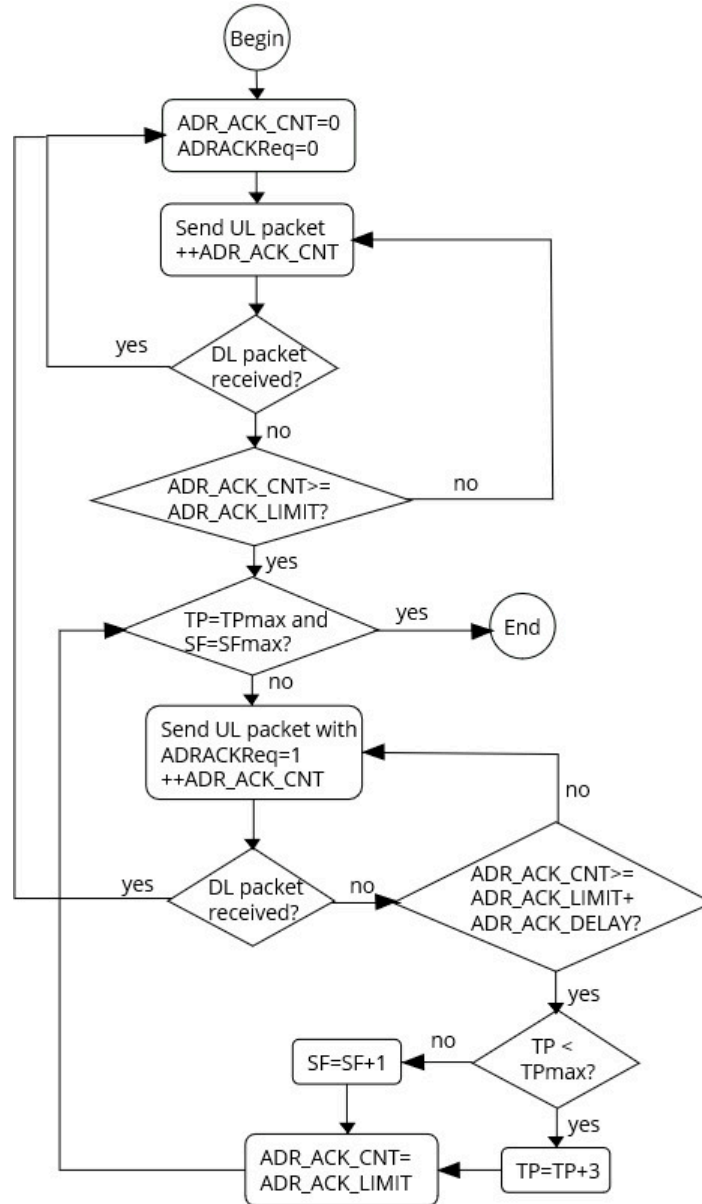 Begin
ADR_ACK_CNT=0
ADRACKReq=0
Send UL packet
++ADR_ACK_CNT
yes
DL packet
received?
no
ADR_ACK_CNT>=
ADR_ACK_LIMIT?
no
yes
TP=TPmax and
SF=SFmax?
yes
End
no
Send UL packet with
ADRACKReq=1
++ADR_ACK_CNT
no
yes
DL packet
received?
no
ADR_ACK_CNT>=
ADR_ACK_LIMIT+
ADR_ACK_DELAY?
yes
TP <
TPmax?
no
SF=SF+1
yes
TP=TP+3
ADR_ACK_CNT=
ADR_ACK_LIMIT